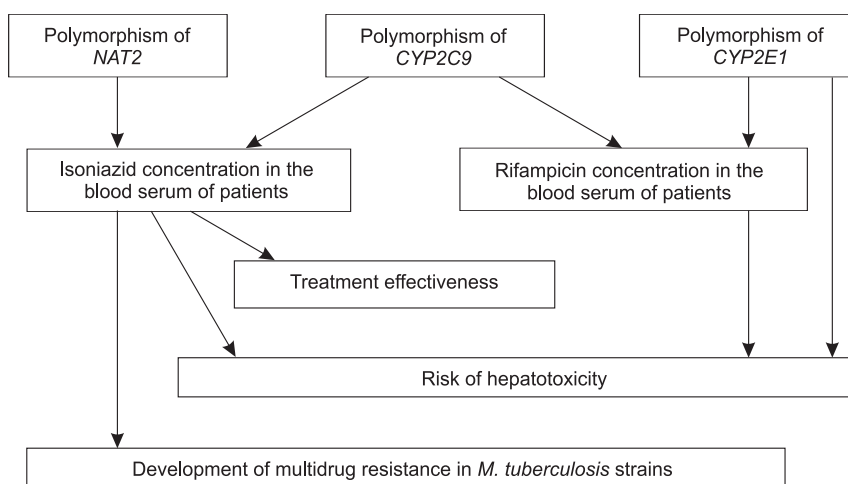 Polymorphism of
NAT2
Polymorphism of
CYP2C9
Polymorphism of
CYP2E1
Isoniazid concentration in the
blood serum of patients
Rifampicin concentration in the
blood serum of patients
Treatment effectiveness
Risk of hepatotoxicity
Development of multidrug resistance in M. tuberculosis strains